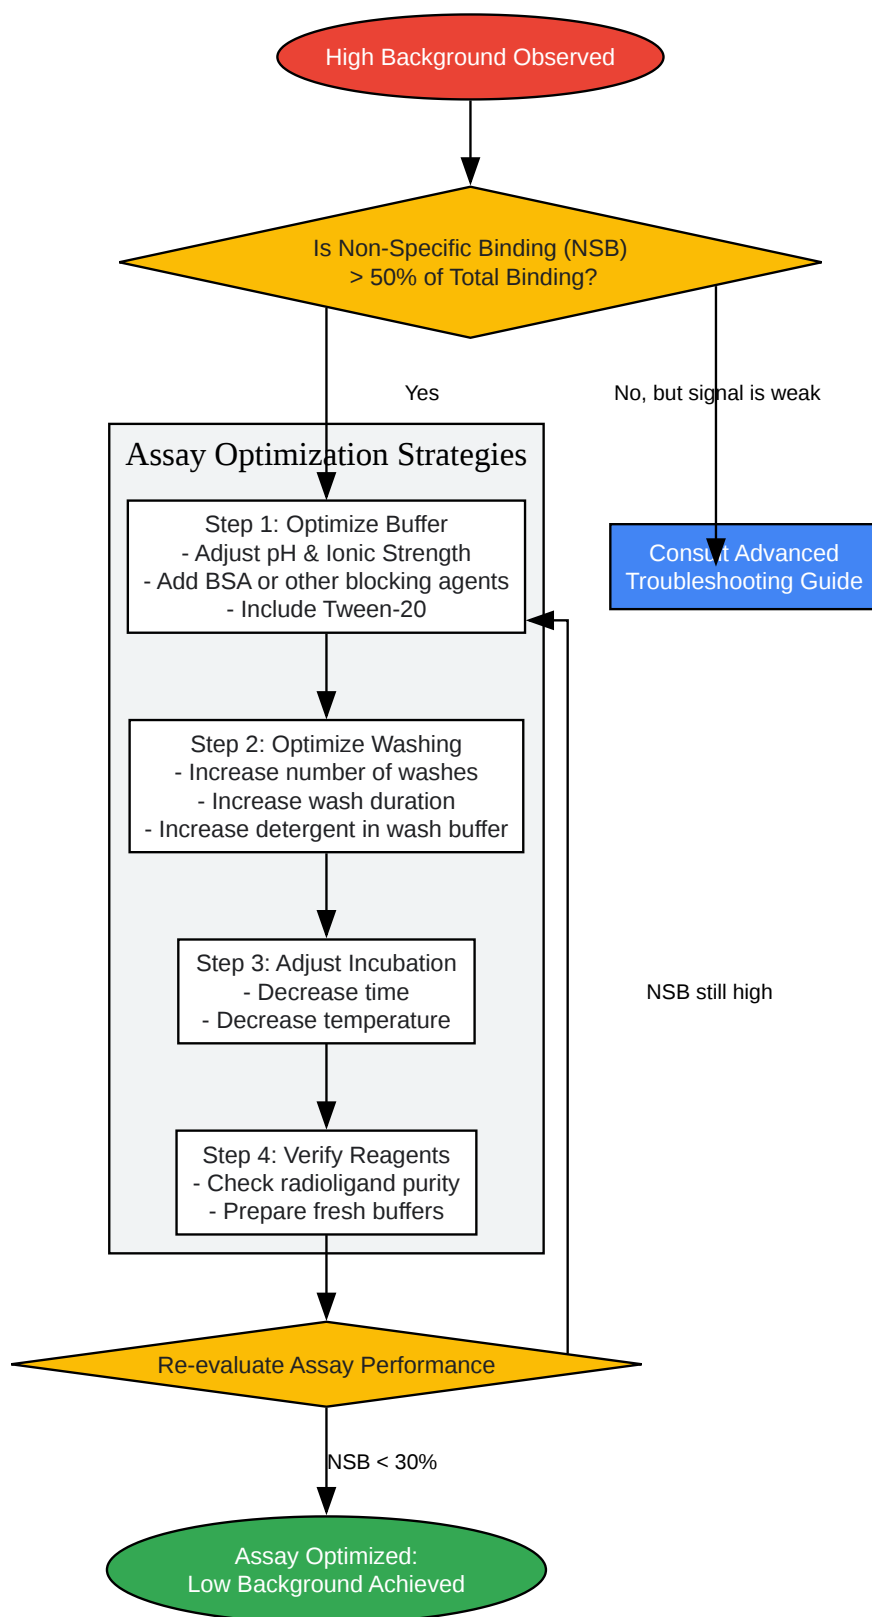 High Background Observed
Is Non-Specific Binding (NSB)
> 50% of Total Binding?
Yes
No, but signal is weak
Assay Optimization Strategies
Step 1: Optimize Buffer
- Adjust pH & Ionic Strength
- Add BSA or other blocking agents
- Include Tween-20
Consult Advanced
Troubleshooting Guide
Step 2: Optimize Washing
- Increase number of washes
- Increase wash duration
- Increase detergent in wash buffer
Step 3: Adjust Incubation
- Decrease time
- Decrease temperature
NSB still high
Step 4: Verify Reagents
- Check radioligand purity
- Prepare fresh buffers
Re-evaluate Assay Performance
NSB < 30%
Assay Optimized:
Low Background Achieved